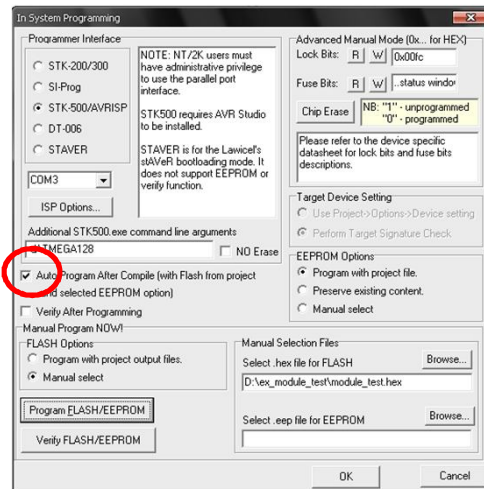 In System Programming
Programmer Interface
STK-200/300
SI-Prog
STK-500/AVRISP
DT-006
STAVER
NOTE: NT/2K users must
have administrative privilege
to use the parallel port
interface.
STK500 requires AVR Studio
to be installed.
STAVER is for the Lawicel's
stAVeR bootloading mode. It
does not support EEPROM or
verify function.
COM3
ISP Options...
Additional STK500.exe command line arguments
TMEGA128
NO Erase
Auto Program After Compile (with Flash from project
and selected EEPROM option)
Verify After Programming
Advanced Manual Mode (0x... for HEX)
Lock Bits: R W 0x00fc
Fuse Bits: R W ..status window
Chip Erase
NB: "1" - unprogrammed
"0" - programmed
Please refer to the device specific
datasheet for lock bits and fuse bits
descriptions.
Target Device Setting
Use Project->Options->Device setting
Perform Target Signature Check
EEPROM Options
Program with project file.
Preserve existing content.
Manual select
Manual Program NOW!
FLASH Options
Program with project output files.
Manual select
Program FLASH/EEPROM
Verify FLASH/EEPROM
Manual Selection Files
Select .hex file for FLASH
Browse...
D:\ex_module_test\module_test.hex
Select .eep file for EEPROM
Browse...
OK
Cancel